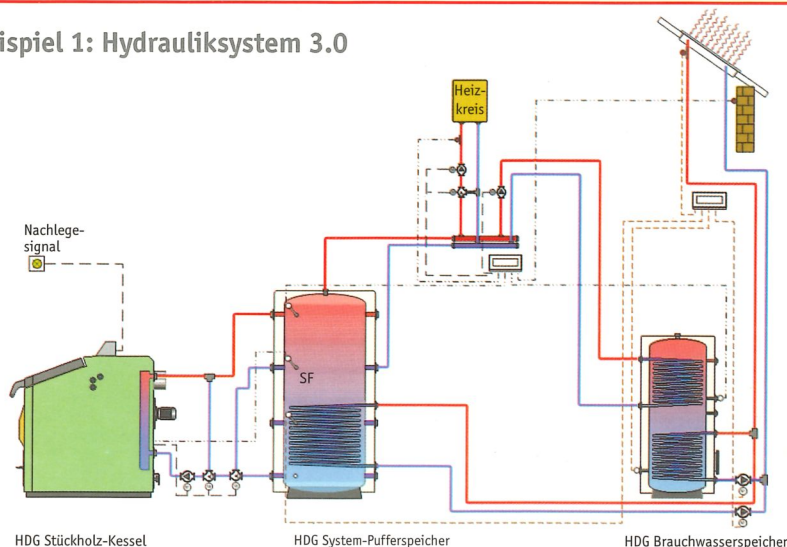 ispiel 1: Hydrauliksystem 3.0
Heiz-
kreis
Nachlege-
signal
SF
HDG Stückholz-Kessel
HDG System-Pufferspeicher
HDG Brauchwasserspeicher